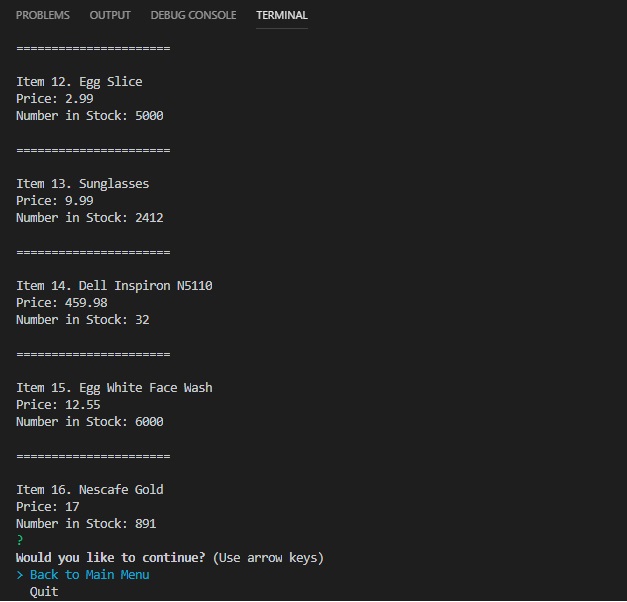 PROBLEMS OUTPUT DEBUG CONSOLE TERMINAL
======================
Item 12. Egg Slice
Price: 2.99
Number in Stock: 5000
======================
Item 13. Sunglasses
Price: 9.99
Number in Stock: 2412
======================
Item 14. Dell Inspiron N5110
Price: 459.98
Number in Stock: 32
======================
Item 15. Egg White Face Wash
Price: 12.55
Number in Stock: 6000
======================
Item 16. Nescafe Gold
Price: 17
Number in Stock: 891
?
Would you like to continue? (Use arrow keys)
> Back to Main Menu
Quit